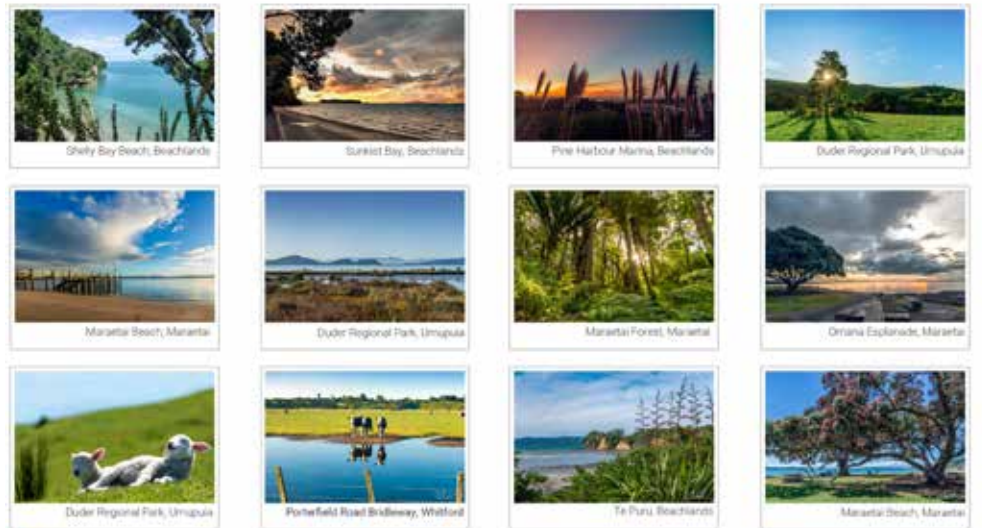 Shelly Bay Beach, Beachlands
Sunkist Bay, Beachlands
Pine Harbour Marina, Beachlands
Duder Regional Park, Umupuia
Maraetai Beach, Maraetai
Duder Regional Park, Umupuia
Maraetai Forest, Maraetai
Omana Esplanade, Maraetai
Duder Regional Park, Umupuia
Porterfield Road Bridleway, Whitford
Te Puru, Beachlands
Maraetai Beach, Maraetai